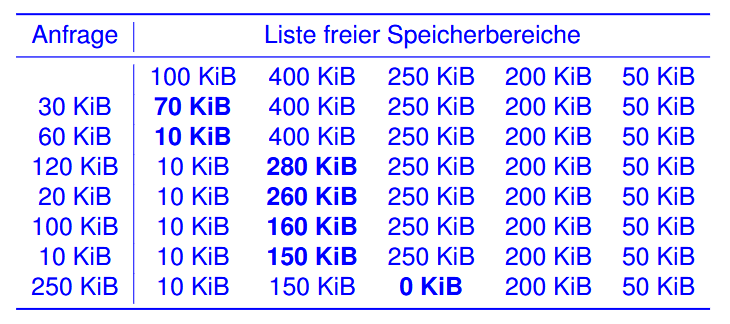 Anfrage Liste freier Speicherbereiche
100 KiB 400 KiB 250 KiB 200 KiB 50 KiB
30 KiB 70 KiB 400 KiB 250 KiB 200 KiB 50 KiB
60 KiB 10 KiB 400 KiB 250 KiB 200 KiB 50 KiB
120 KiB 10 KiB 280 KiB 250 KiB 200 KiB 50 KiB
20 KiB 10 KiB 260 KiB 250 KiB 200 KiB 50 KiB
100 KiB 10 KiB 160 KiB 250 KiB 200 KiB 50 KiB
10 KiB 10 KiB 150 KiB 250 KiB 200 KiB 50 KiB
250 KiB 10 KiB 150 KiB 0 KiB 200 KiB 50 KiB